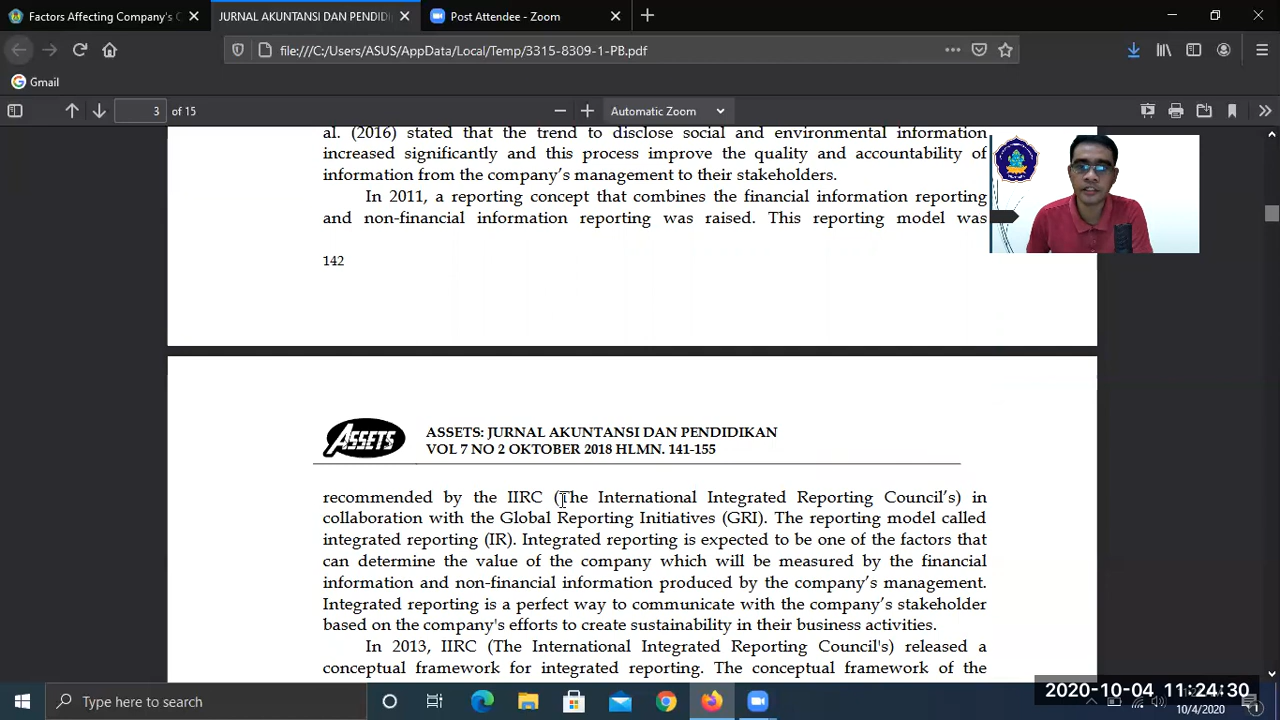 Factors Affecting Company's C
JURNAL AKUNTANSI DAN PENDIDI
Post Attendee - Zoom
file:///C:/Users/ASUS/AppData/Local/Temp/3315-8309-1-PB.pdf
Gmail
3 of 15
Automatic Zoom
al. (2016) stated that the trend to disclose social and environmental information
increased significantly and this process improve the quality and accountability of
information from the company's management to their stakeholders.
In 2011, a reporting concept that combines the financial information reporting
and non-financial information reporting was raised. This reporting model was
142
ASSETS
ASSETS: JURNAL AKUNTANSI DAN PENDIDIKAN
VOL 7 NO 2 OKTOBER 2018 HLMN. 141-155
recommended by the IIRC (The International Integrated Reporting Council's) in
collaboration with the Global Reporting Initiatives (GRI). The reporting model called
integrated reporting (IR). Integrated reporting is expected to be one of the factors that
can determine the value of the company which will be measured by the financial
information and non-financial information produced by the company's management.
Integrated reporting is a perfect way to communicate with the company's stakeholder
based on the company's efforts to create sustainability in their business activities.
In 2013, IIRC (The International Integrated Reporting Council's) released a
conceptual framework for integrated reporting. The conceptual framework of the
Type here to search
2020-10-04 11:24:30
10/4/2020